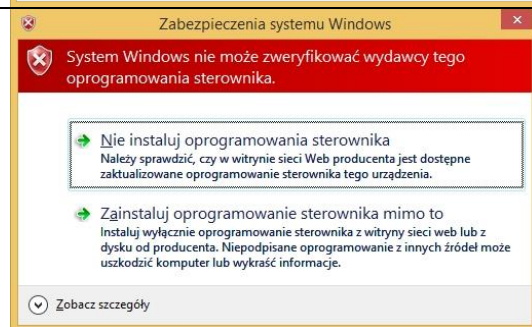 Zabezpieczenia systemu Windows
System Windows nie może zweryfikować wydawcy tego
oprogramowania sterownika.
Nie instaluj oprogramowania sterownika
Należy sprawdzić, czy w witrynie sieci Web producenta jest dostępne
zaktualizowane oprogramowanie sterownika tego urządzenia.
Zainstaluj oprogramowanie sterownika mimo to
Instaluj wyłącznie oprogramowanie sterownika z witryny sieci web lub z
dysku od producenta. Niepodpisane oprogramowanie z innych źródeł może
uszkodzić komputer lub wykraść informacje.
Zobacz szczegóły